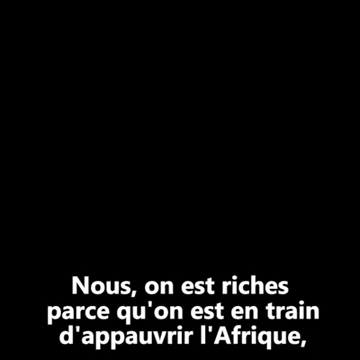 Nous, on est riches
parce qu'on est en train
d'appauvrir l'Afrique,